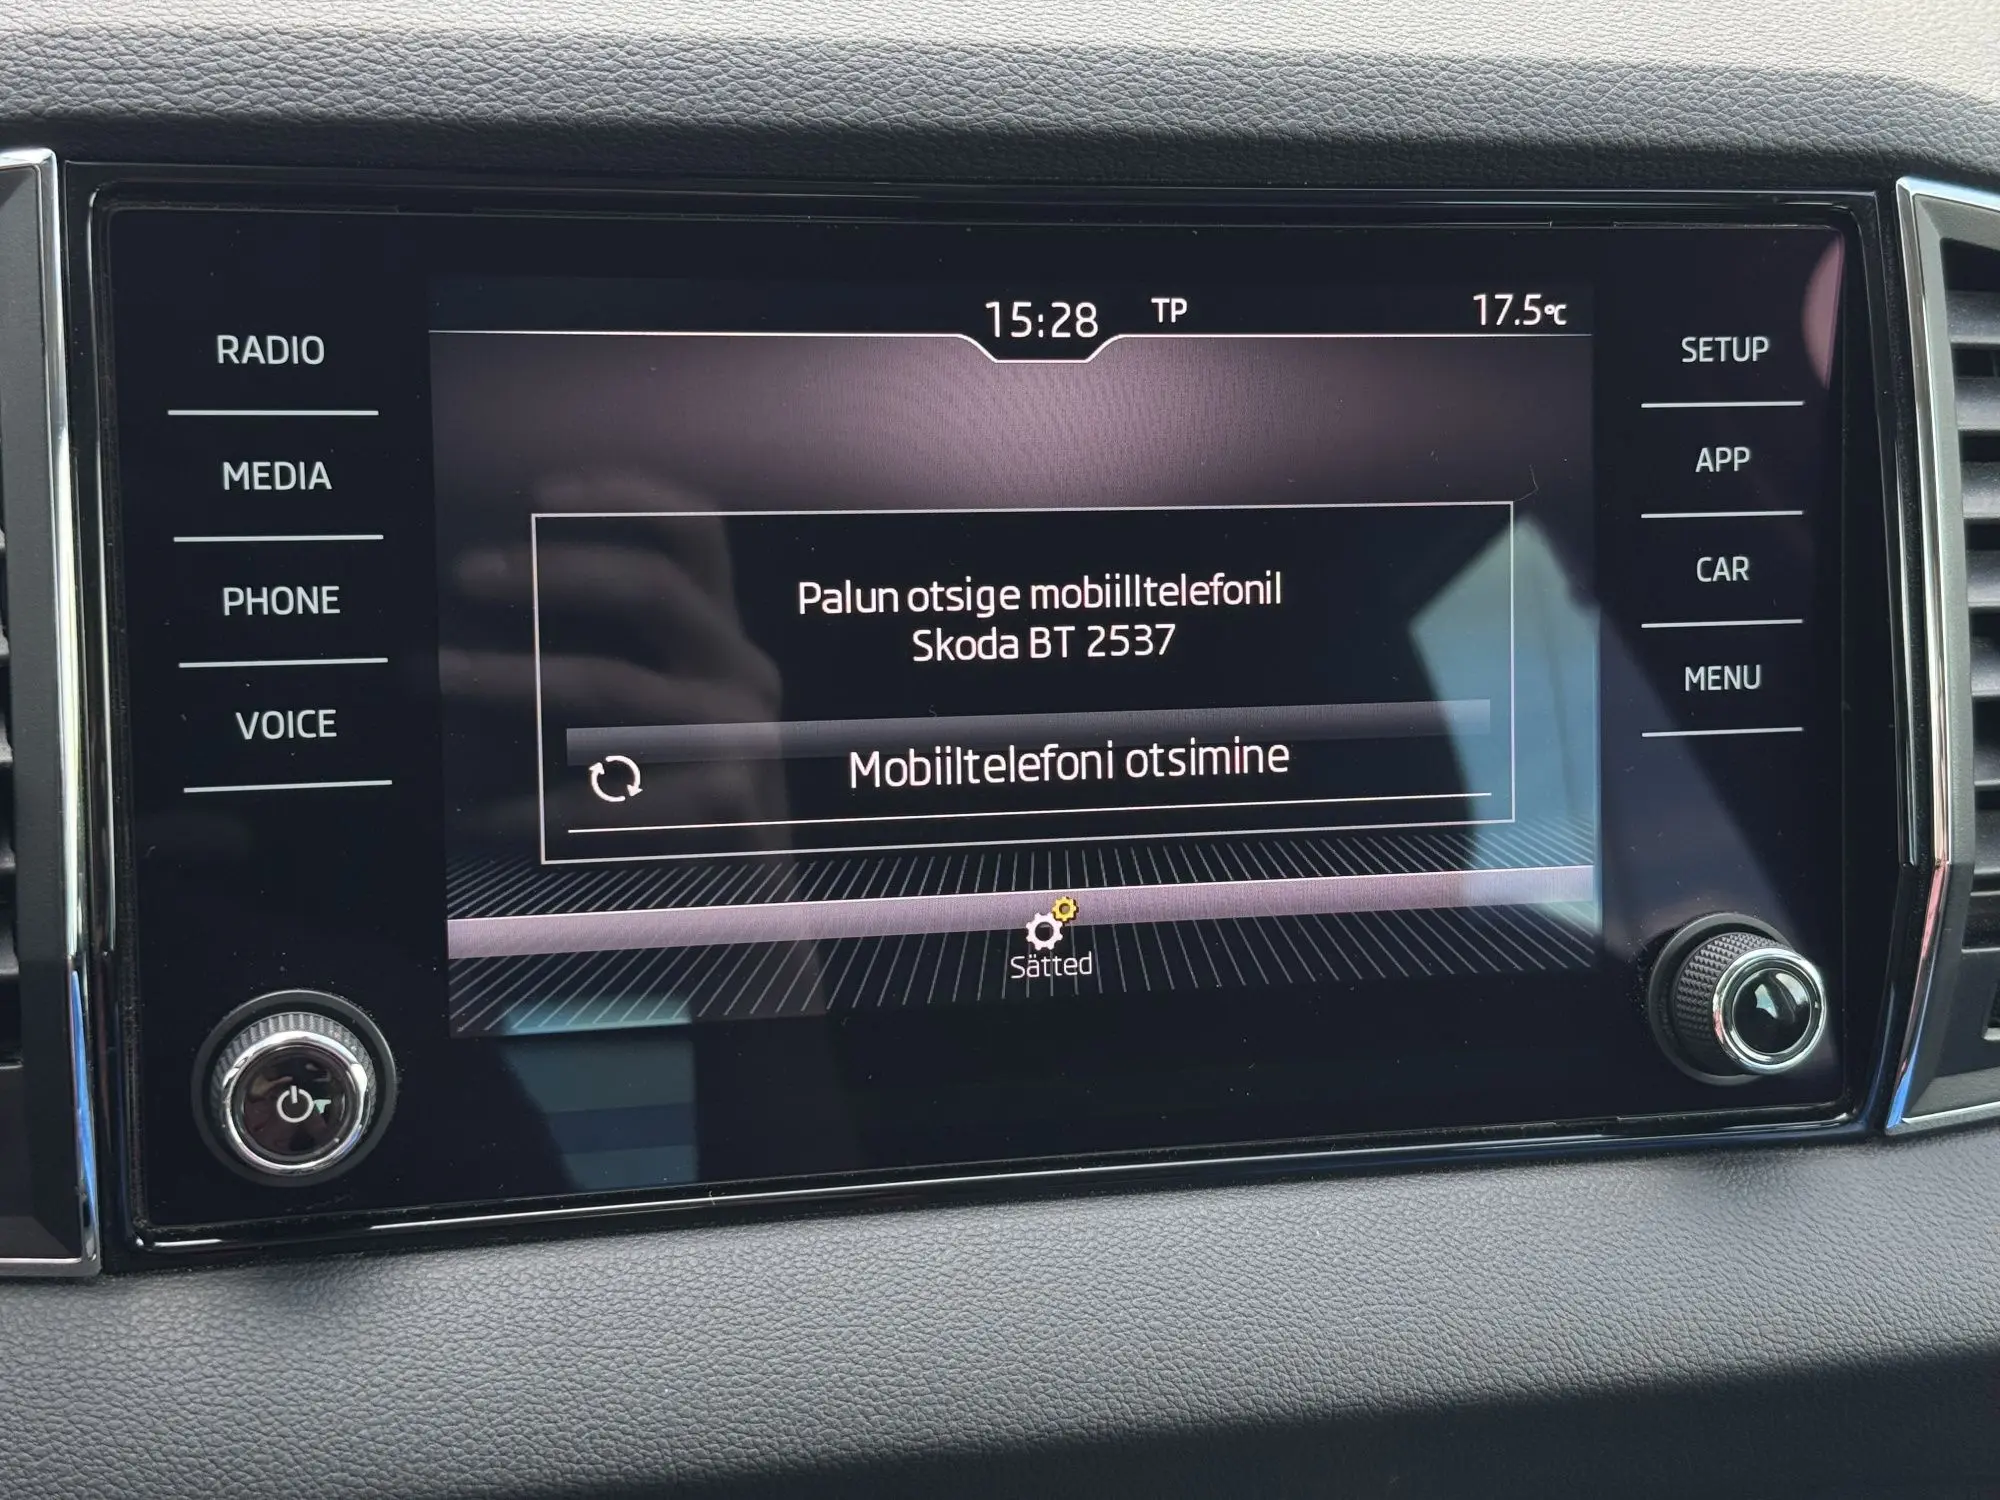 15:28 TP 17.5°C
RADIO
MEDIA
PHONE
VOICE
Palun otsige mobiilltelefonil
Skoda BT 2537
Mobiiltelefoni otsimine
Sätted
SETUP
APP
CAR
MENU